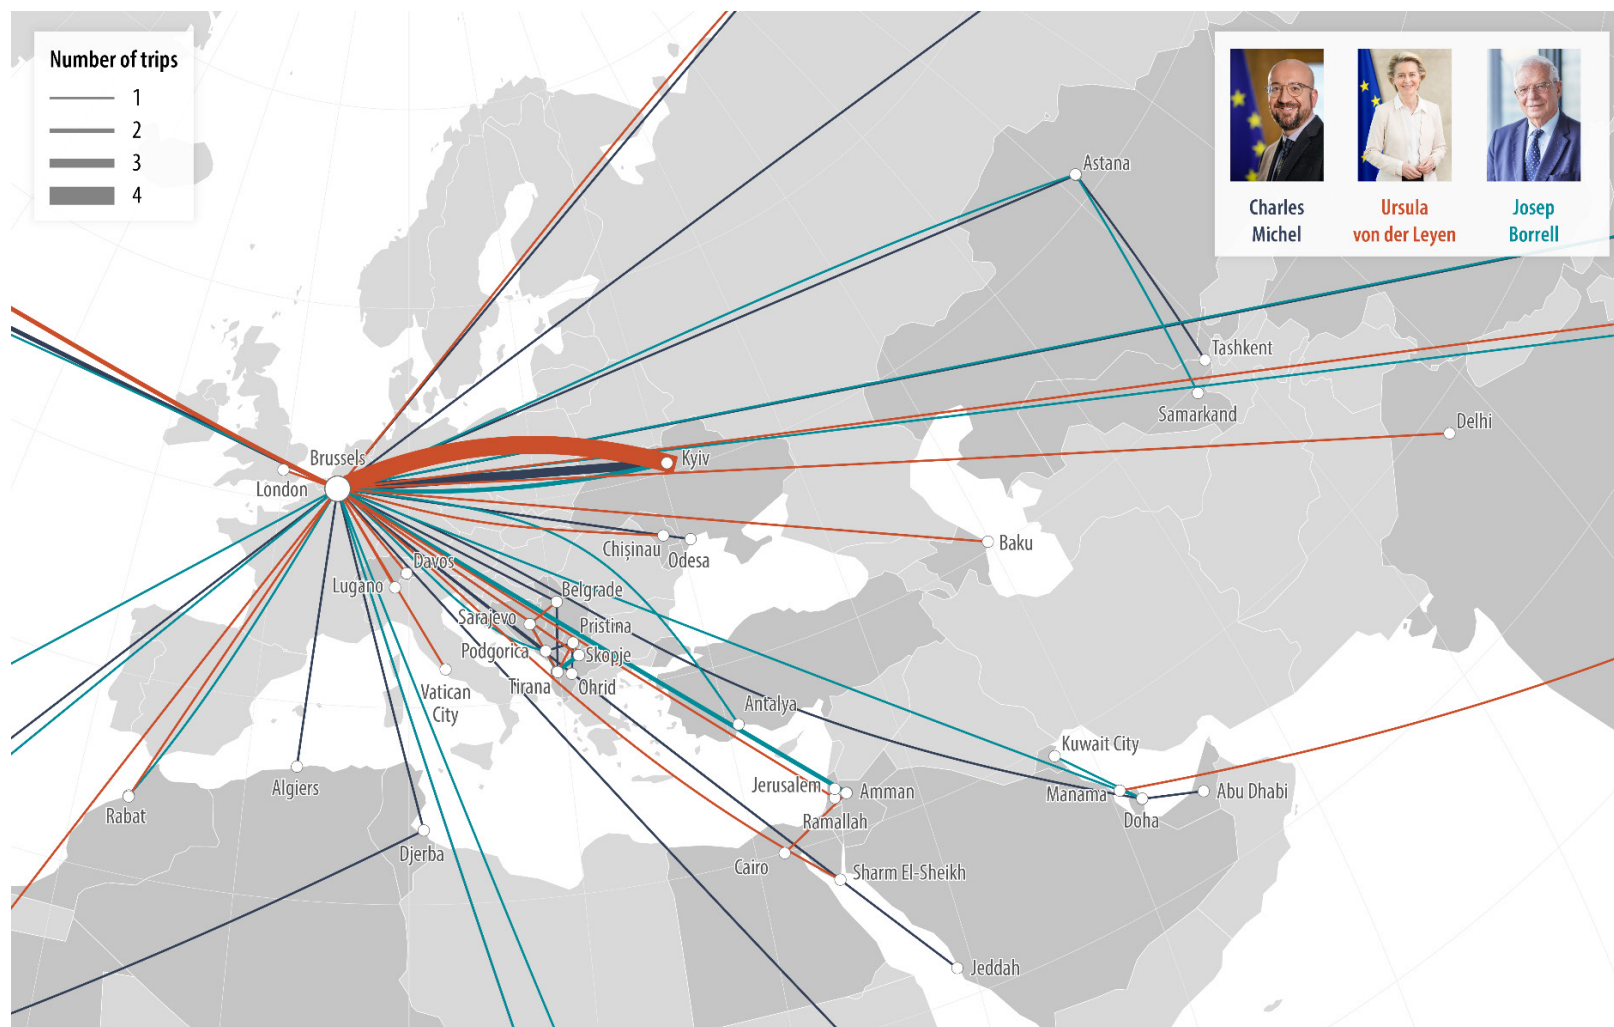 Number of trips
1
2
3
4
Charles
Michel
Ursula
von der Leyen
Josep
Borrell
Astana
Tashkent
Samarkand
Delhi
Brussels
London
Kyiv
Chișinau
Odesa
Baku
Davos
Lugano
Belgrade
Sarajevo
Pristina
Podgorica
Skopje
Tirana
Ohrid
Vatican
City
Antalya
Kuwait City
Algiers
Rabat
Jerusalem
Amman
Manama
Abu Dhabi
Ramallah
Doha
Djerba
Cairo
Sharm El-Sheikh
Jeddah